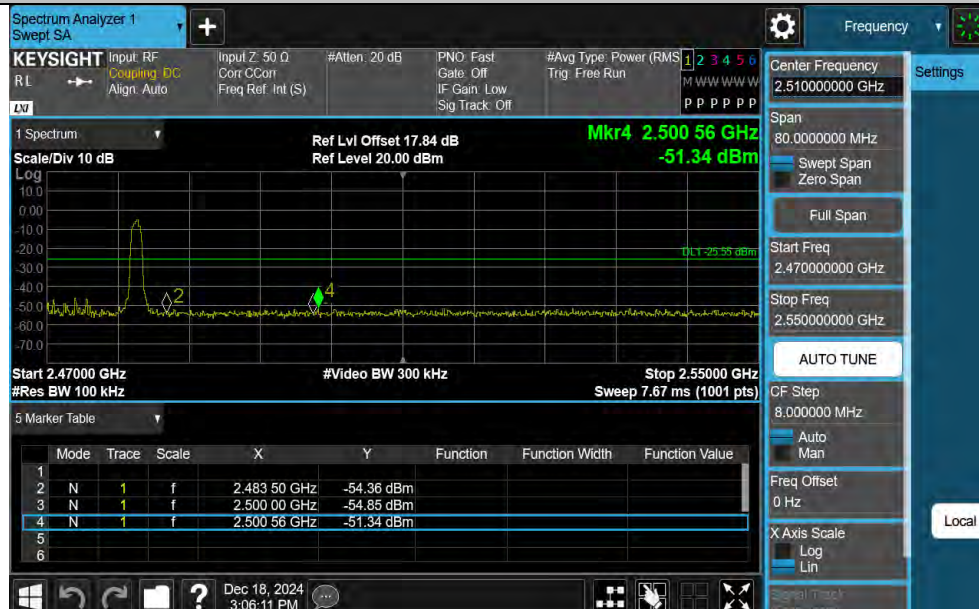 Spectrum Analyzer 1
Swept SA
+
Frequency
KEYSIGHT
RL
LXI
Input: RF
Coupling: DC
Align: Auto
Input Z: 50 Ω
Corr CCorr
Freq Ref: Int (S)
#Atten: 20 dB
PNO: Fast
Gate: Off
IF Gain: Low
Sig Track: Off
#Avg Type: Power (RMS
Trig: Free Run
1 2 3 4 5 6
M W W W W W
P P P P P P
1 Spectrum
Scale/Div 10 dB
Ref Lvl Offset 17.84 dB
Ref Level 20.00 dBm
Mkr4 2.500 56 GHz
-51.34 dBm
Log
10.0
0.00
-10.0
-20.0
-30.0
-40.0
-50.0
-60.0
-70.0
DL1 -25.55 dBm
2
4
Start 2.47000 GHz
#Res BW 100 kHz
#Video BW 300 kHz
Stop 2.55000 GHz
Sweep 7.67 ms (1001 pts)
5 Marker Table
Mode Trace Scale X Y Function Function Width Function Value
1
2 N 1 f 2.483 50 GHz -54.36 dBm
3 N 1 f 2.500 00 GHz -54.85 dBm
4 N 1 f 2.500 56 GHz -51.34 dBm
5
6
?
Dec 18, 2024
3:06:11 PM
Center Frequency
2.510000000 GHz
Span
80.0000000 MHz
Swept Span
Zero Span
Full Span
Start Freq
2.470000000 GHz
Stop Freq
2.550000000 GHz
AUTO TUNE
CF Step
8.000000 MHz
Auto
Man
Freq Offset
0 Hz
X Axis Scale
Log
Lin
Signal Track
Settings
Local